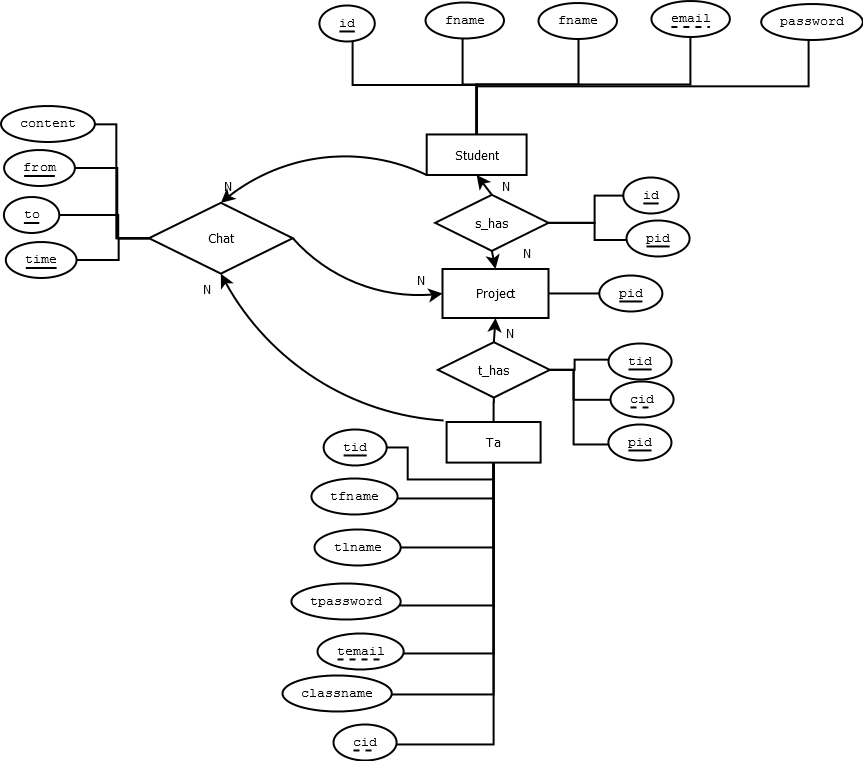 id
fname
fname
email
password
content
from
to
time
Student
N
N
s_has
id
pid
Chat
N
N
N
Project
pid
N
t_has
tid
cid
pid
Ta
tid
tfname
tlname
tpassword
temail
classname
cid